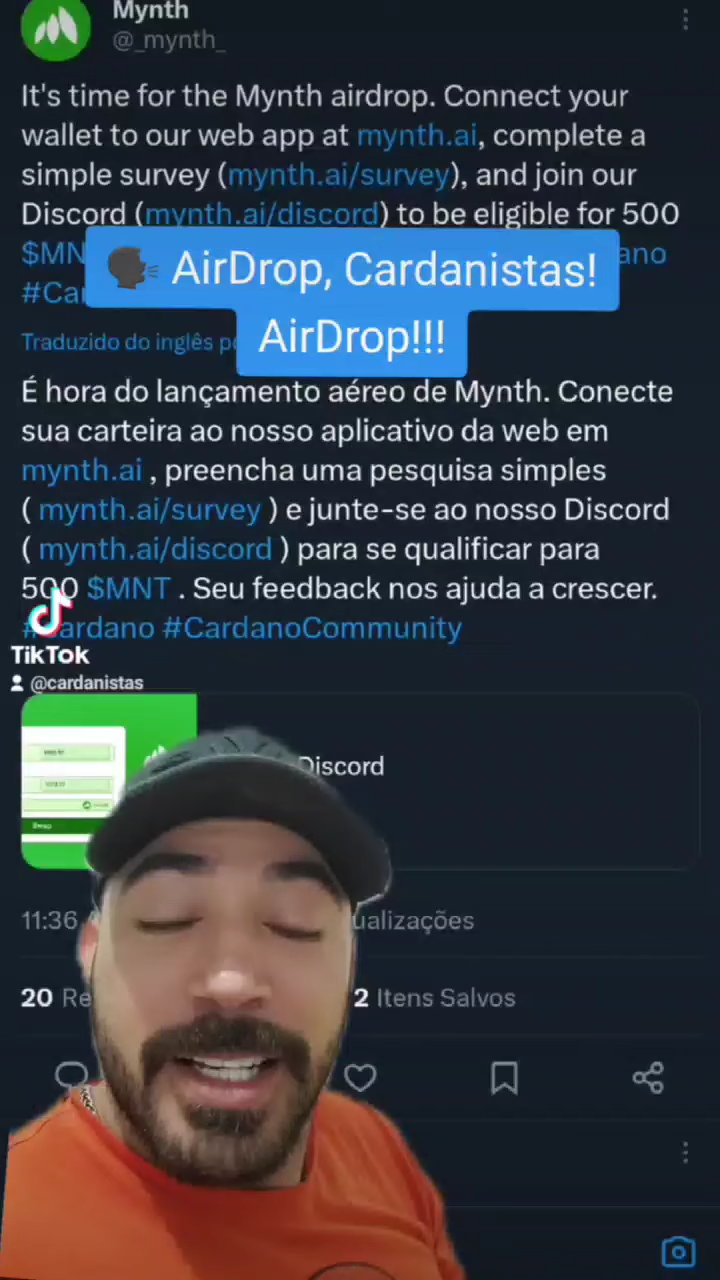 Mynth
@_mynth_
It's time for the Mynth airdrop. Connect your
wallet to our web app at mynth.ai, complete a
simple survey (mynth.ai/survey), and join our
Discord (mynth.ai/discord) to be eligible for 500
🗣 AirDrop, Cardanistas!
AirDrop!!!
Traduzido do inglês
É hora do lançamento aéreo de Mynth. Conecte
sua carteira ao nosso aplicativo da web em
mynth.ai , preencha uma pesquisa simples
( mynth.ai/survey ) e junte-se ao nosso Discord
( mynth.ai/discord ) para se qualificar para
500 $MNT . Seu feedback nos ajuda a crescer.
#Cardano #CardanoCommunity
TikTok
@cardanistas
Discord
11:36
20
2 Itens Salvos